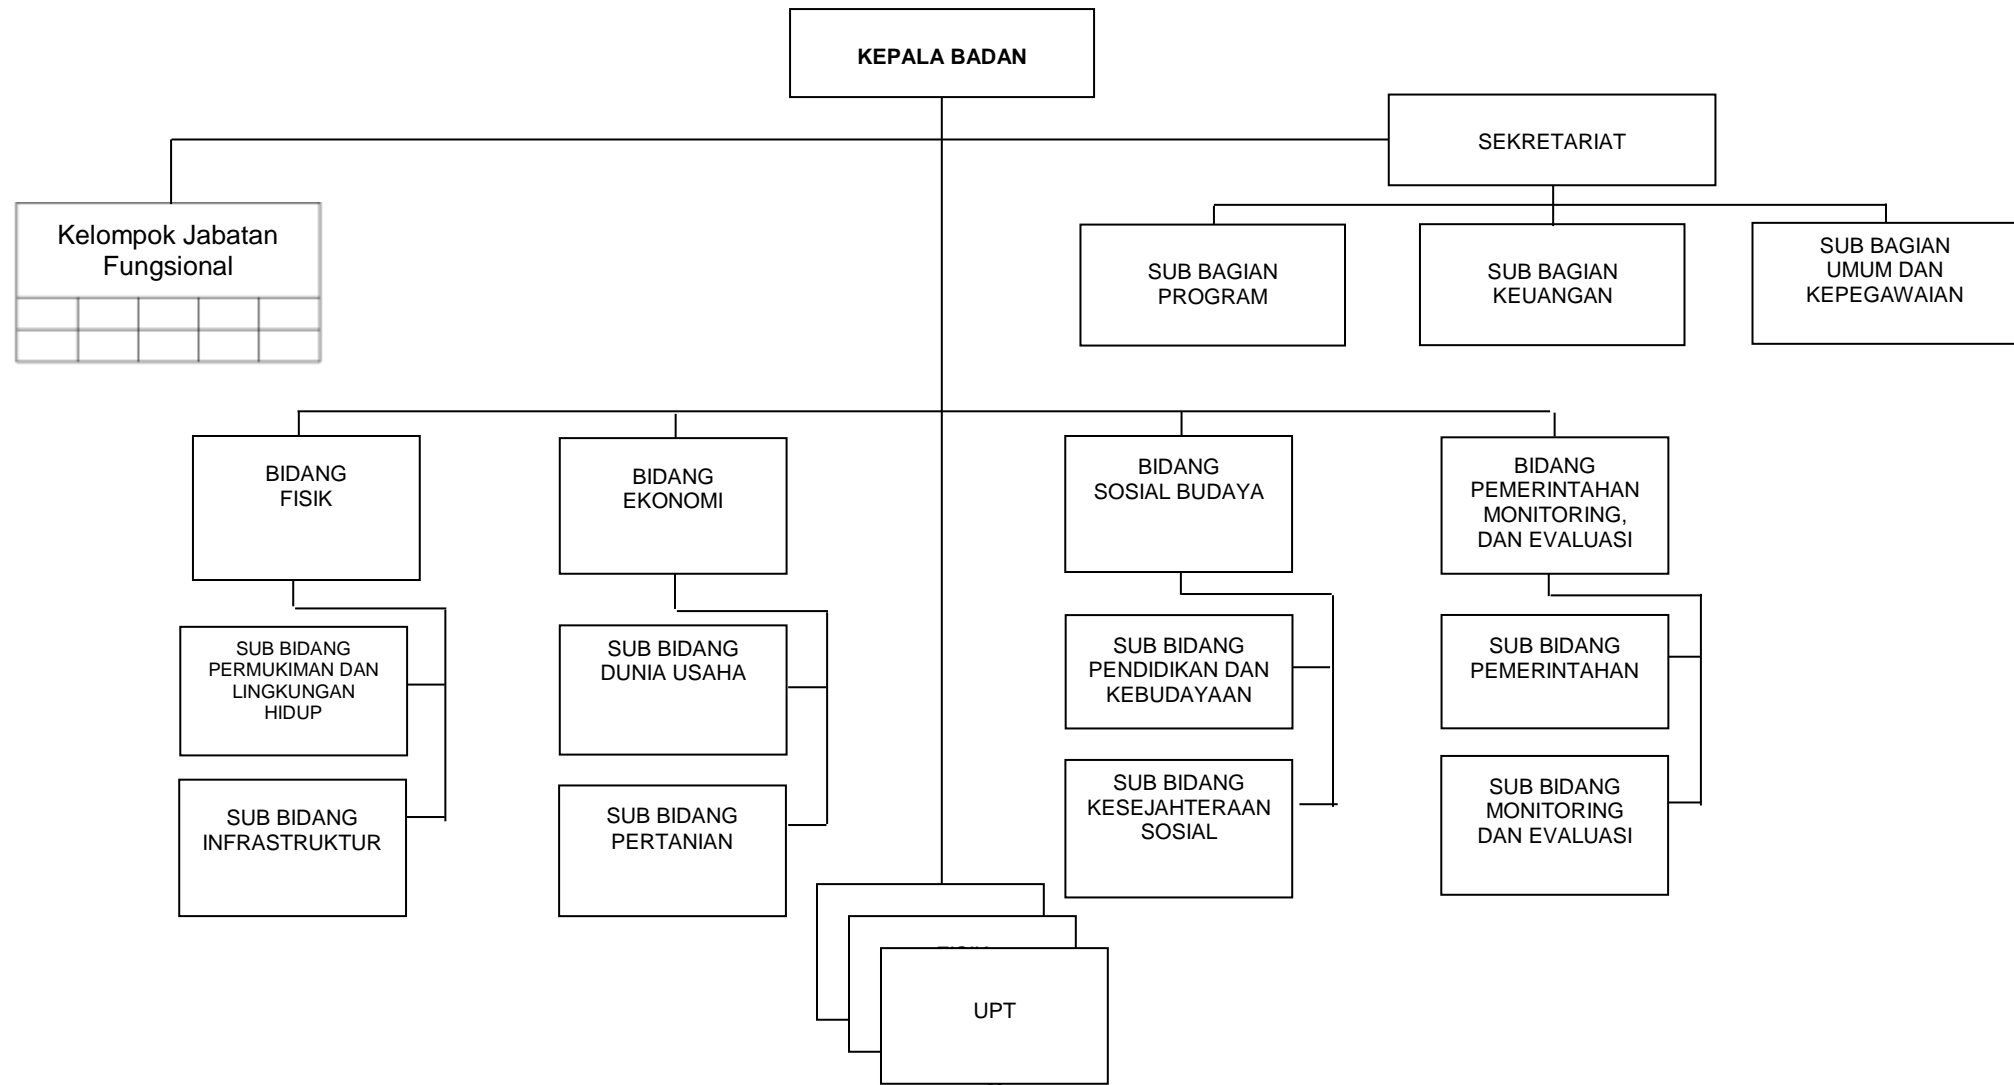 KEPALA BADAN
SEKRETARIAT
Kelompok Jabatan
Fungsional
SUB BAGIAN
PROGRAM
SUB BAGIAN
KEUANGAN
SUB BAGIAN
UMUM DAN
KEPEGAWAIAN
BIDANG
FISIK
BIDANG
EKONOMI
BIDANG
SOSIAL BUDAYA
BIDANG
PEMERINTAHAN
MONITORING,
DAN EVALUASI
SUB BIDANG
PERMUKIMAN DAN
LINGKUNGAN
HIDUP
SUB BIDANG
DUNIA USAHA
SUB BIDANG
PENDIDIKAN DAN
KEBUDAYAAN
SUB BIDANG
PEMERINTAHAN
SUB BIDANG
INFRASTRUKTUR
SUB BIDANG
PERTANIAN
SUB BIDANG
KESEJAHTERAAN
SOSIAL
SUB BIDANG
MONITORING
DAN EVALUASI
UPT